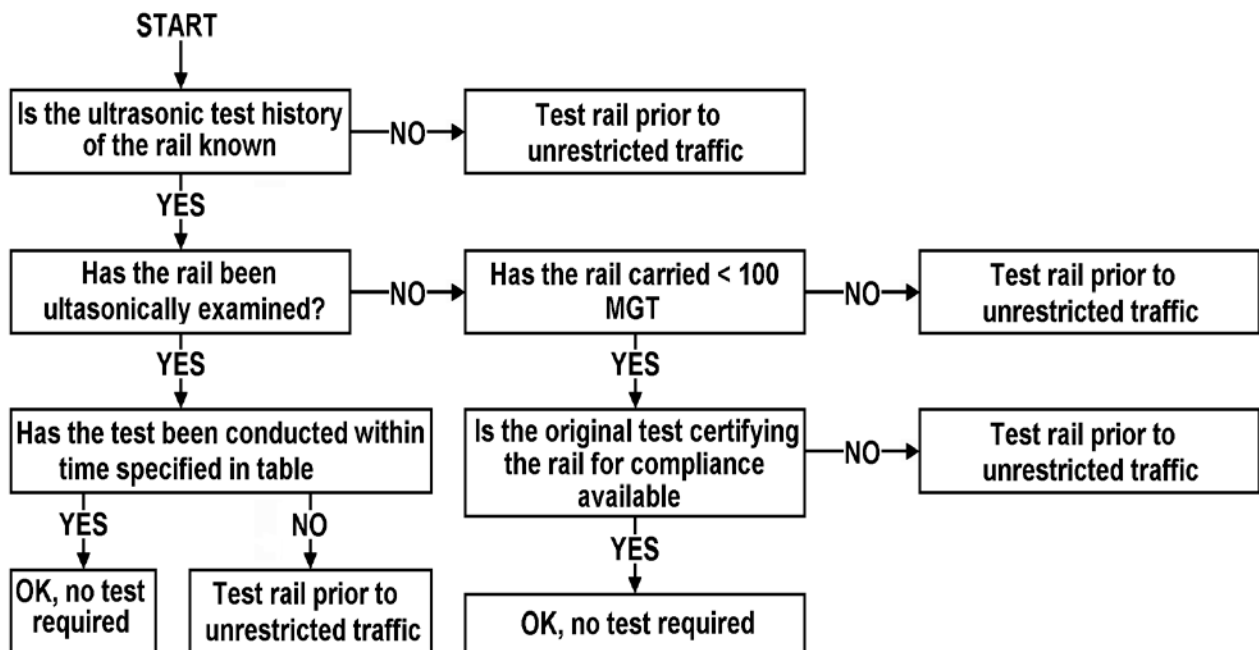 START
Is the ultrasonic test history
of the rail known
NO
Test rail prior to
unrestricted traffic
YES
Has the rail been
ultasonically examined?
NO
Has the rail carried < 100
MGT
NO
Test rail prior to
unrestricted traffic
YES
YES
Has the test been conducted within
time specified in table
Is the original test certifying
the rail for compliance
available
NO
Test rail prior to
unrestricted traffic
YES
NO
YES
OK, no test
required
Test rail prior to
unrestricted traffic
OK, no test required